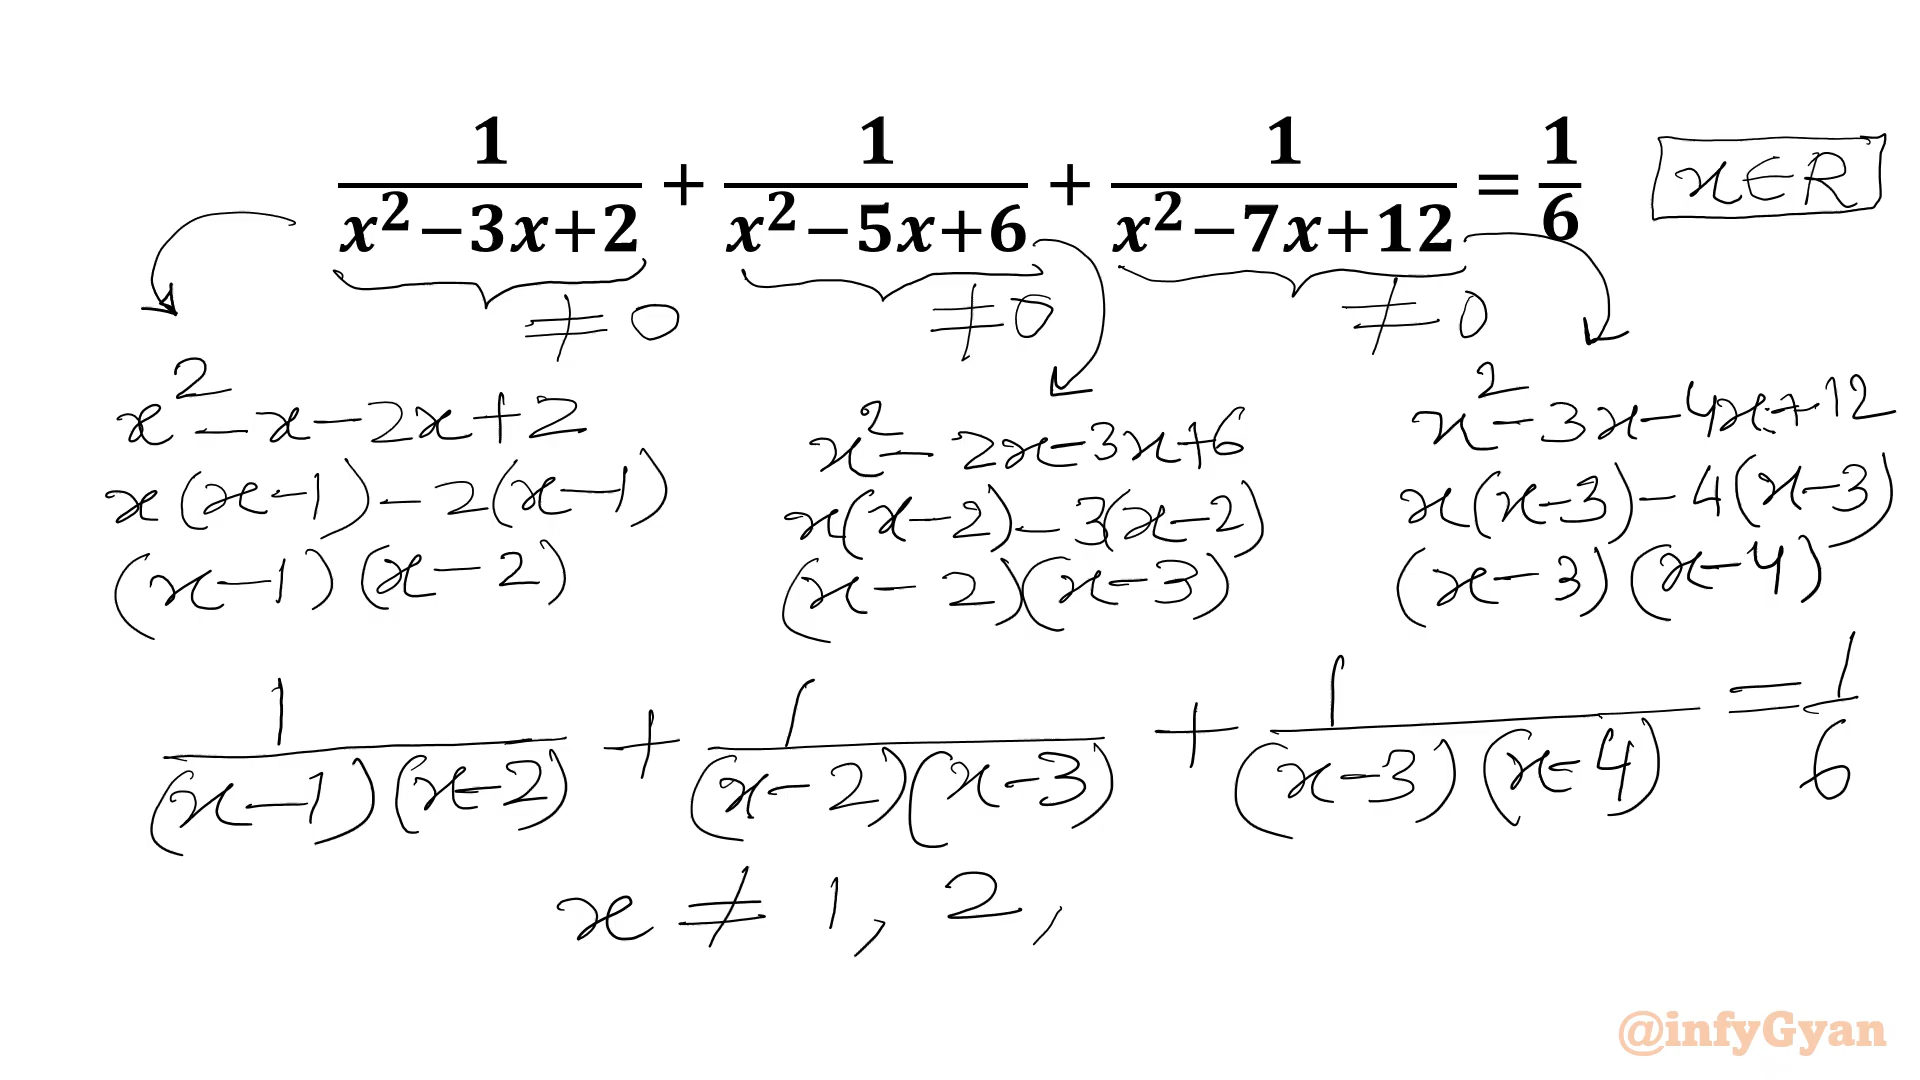 1/(x²−3x+2) + 1/(x²−5x+6) + 1/(x²−7x+12) = 1/6
x∈R
≠0 ≠0 ≠0
x²−x−2x+2
x(x−1)−2(x−1)
(x−1)(x−2)
x²−2x−3x+6
x(x−2)−3(x−2)
(x−2)(x−3)
x²−3x−4x+12
x(x−3)−4(x−3)
(x−3)(x−4)
1/((x−1)(x−2)) + 1/((x−2)(x−3)) + 1/((x−3)(x−4)) = 1/6
x ≠ 1, 2,
@infyGyan